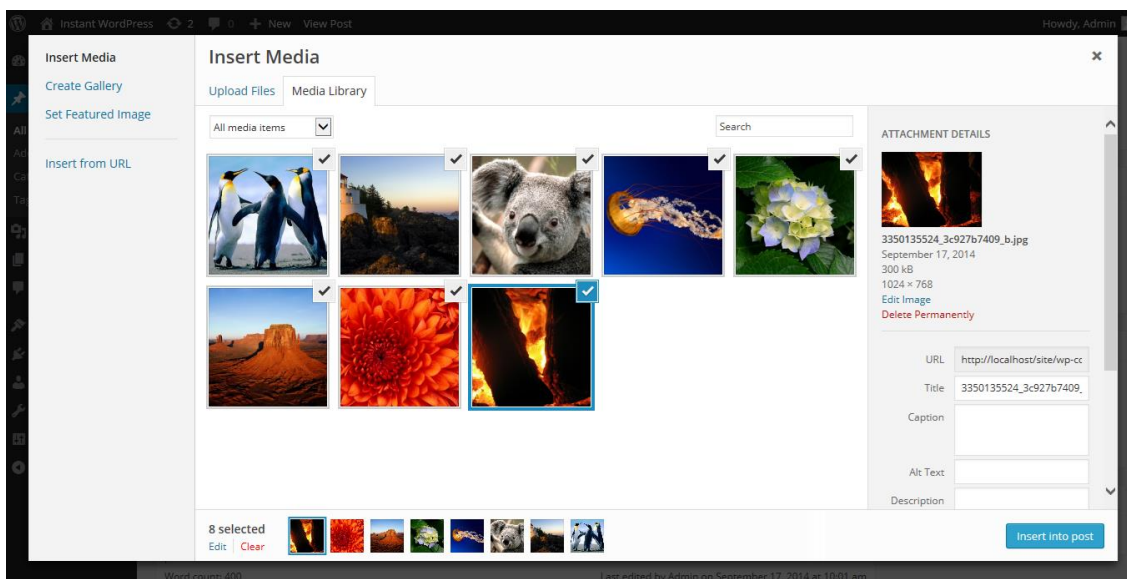 Instant WordPress 2 0 + New View Post Howdy, Admin
Insert Media
Create Gallery
Set Featured Image
Insert from URL
Insert Media
Upload Files Media Library
All media items
Search
ATTACHMENT DETAILS
3350135524_3c927b7409_b.jpg
September 17, 2014
300 kB
1024 × 768
Edit Image
Delete Permanently
URL http://localhost/site/wp-cc
Title 3350135524_3c927b7409_
Caption
Alt Text
Description
All
8 selected
Edit Clear
Insert into post
Word count: 400 Last edited by Admin on September 17, 2014 at 10:01 am